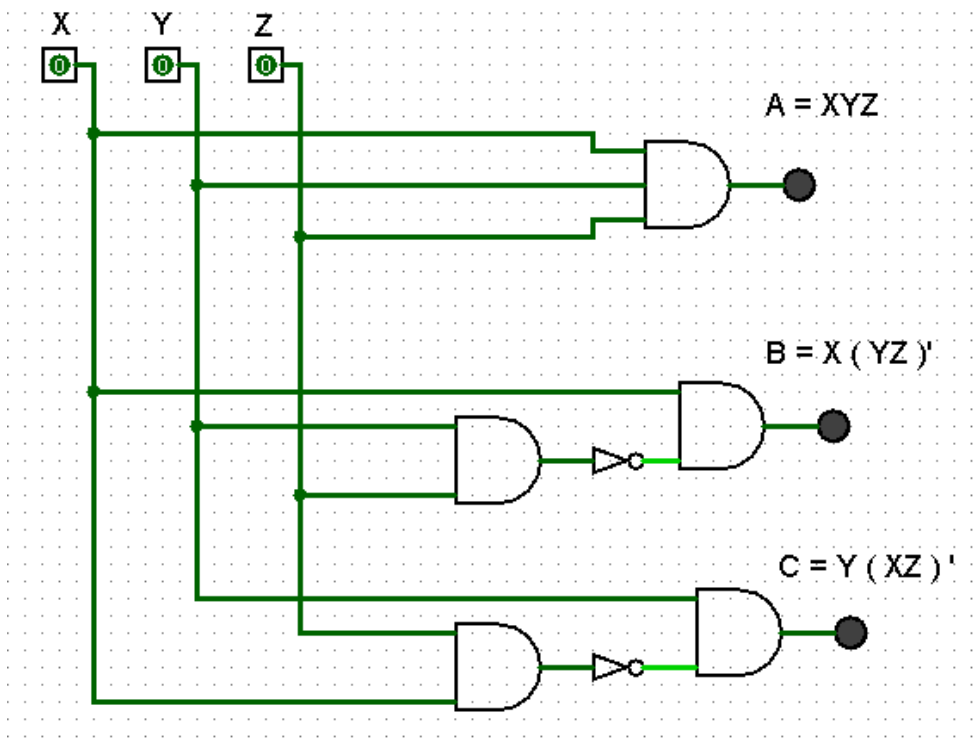 X Y Z
0 0 0
A = XYZ
B = X ( YZ )'
C = Y ( XZ ) '